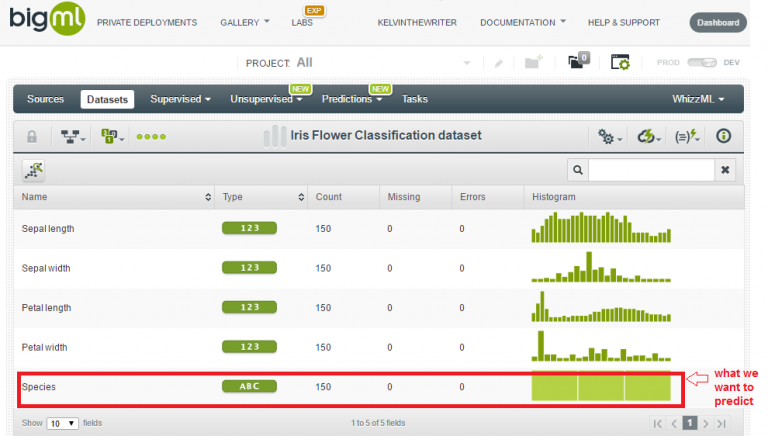 bigml PRIVATE DEPLOYMENTS GALLERY LABS EXP KELVINTHEWRITER DOCUMENTATION HELP & SUPPORT Dashboard
PROJECT: All 0 PROD DEV
Sources Datasets Supervised Unsupervised NEW Predictions NEW Tasks WhizzML
Iris Flower Classification dataset
Name Type Count Missing Errors Histogram
Sepal length 123 150 0 0
Sepal width 123 150 0 0
Petal length 123 150 0 0
Petal width 123 150 0 0
Species ABC 150 0 0
what we
want to
predict
Show 10 fields 1 to 5 of 5 fields 1